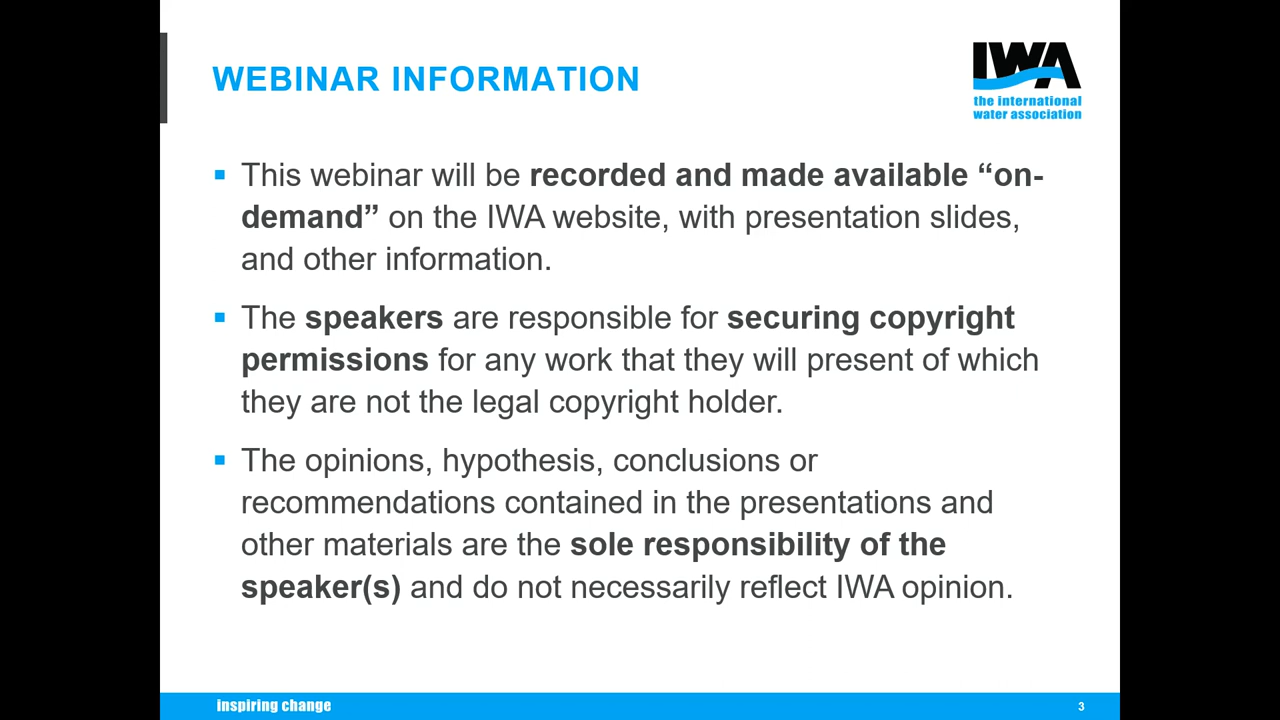 WEBINAR INFORMATION
IWA
the international
water association
▪ This webinar will be recorded and made available “on-
demand” on the IWA website, with presentation slides,
and other information.
▪ The speakers are responsible for securing copyright
permissions for any work that they will present of which
they are not the legal copyright holder.
▪ The opinions, hypothesis, conclusions or
recommendations contained in the presentations and
other materials are the sole responsibility of the
speaker(s) and do not necessarily reflect IWA opinion.
inspiring change
3